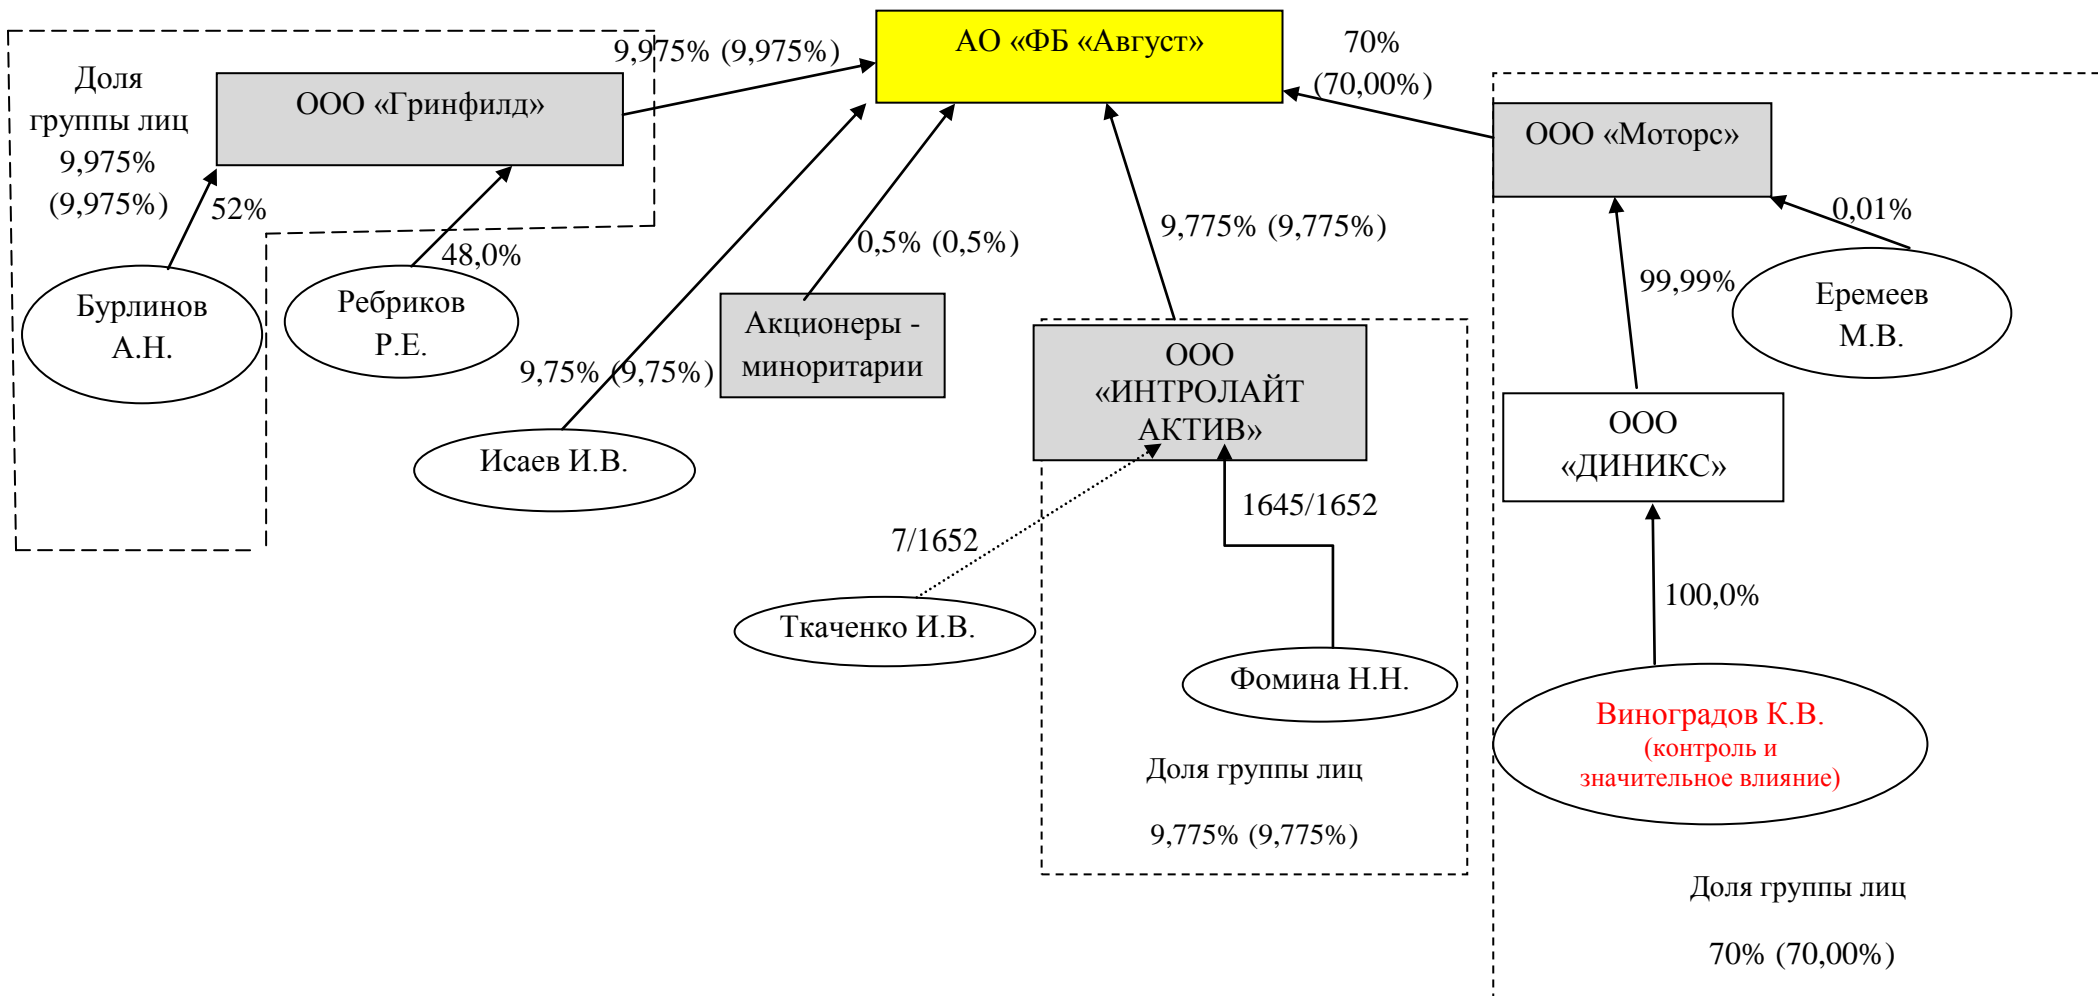 АО «ФБ «Август»
9,975% (9,975%)
70%
(70,00%)
Доля
группы лиц
9,975%
(9,975%)
ООО «Гринфилд»
ООО «Моторс»
52%
48,0%
0,5% (0,5%)
9,775% (9,775%)
0,01%
99,99%
Бурлинов
А.Н.
Ребриков
Р.Е.
9,75% (9,75%)
Акционеры -
миноритарии
ООО
«ИНТРОЛАЙТ
АКТИВ»
Еремеев
М.В.
Исаев И.В.
ООО
«ДИНИКС»
7/1652
1645/1652
100,0%
Ткаченко И.В.
Фомина Н.Н.
Виноградов К.В.
(контроль и
значительное влияние)
Доля группы лиц
9,775% (9,775%)
Доля группы лиц
70% (70,00%)